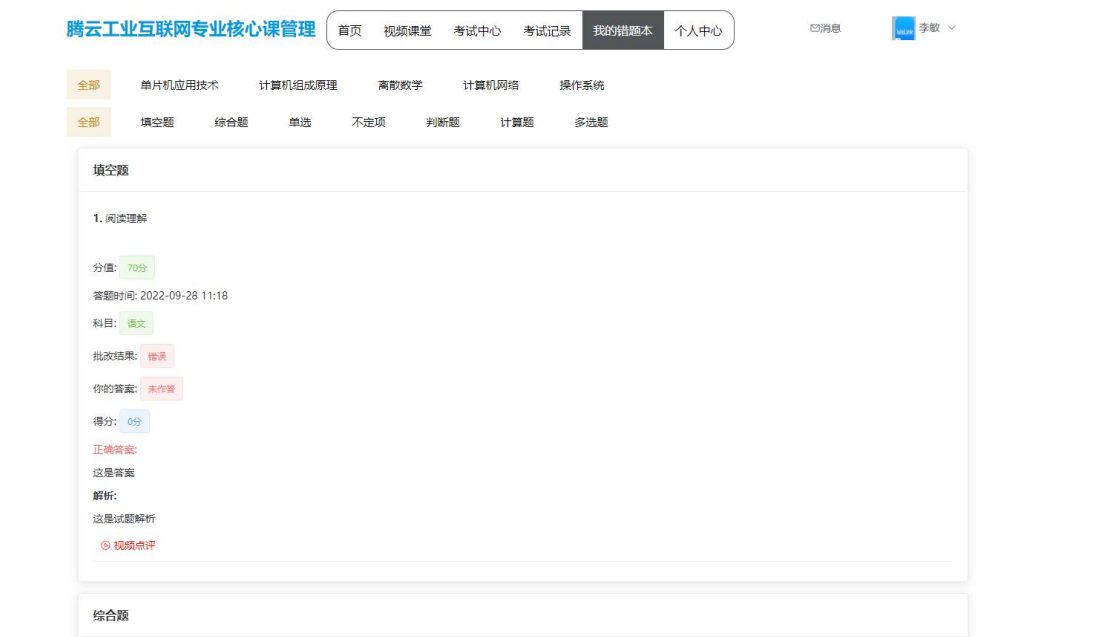 腾云工业互联网专业核心课管理 首页 视频课堂 考试中心 考试记录 我的错题本 个人中心 消息 李敏
全部 单片机应用技术 计算机组成原理 离散数学 计算机网络 操作系统
全部 填空题 综合题 单选 不定项 判断题 计算题 多选题
填空题
1. 阅读理解
分值: 70分
答题时间: 2022-09-28 11:18
科目: 语文
批改结果: 错误
你的答案: 未作答
得分: 0分
正确答案:
这是答案
解析:
这是试题解析
视频点评
综合题